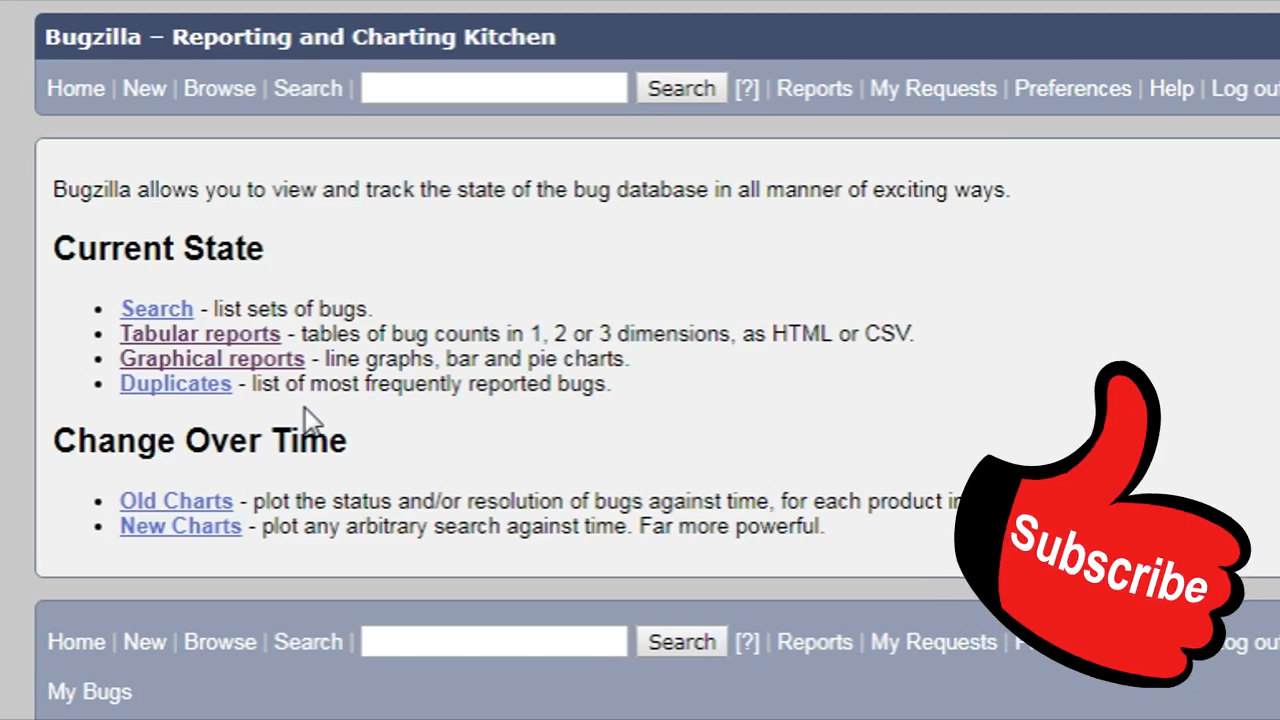 Bugzilla – Reporting and Charting Kitchen
Home | New | Browse | Search | Search [?] | Reports | My Requests | Preferences | Help | Log out
Bugzilla allows you to view and track the state of the bug database in all manner of exciting ways.
Current State
• Search - list sets of bugs.
• Tabular reports - tables of bug counts in 1, 2 or 3 dimensions, as HTML or CSV.
• Graphical reports - line graphs, bar and pie charts.
• Duplicates - list of most frequently reported bugs.
Change Over Time
• Old Charts - plot the status and/or resolution of bugs against time, for each product in
• New Charts - plot any arbitrary search against time. Far more powerful.
Subscribe
Home | New | Browse | Search | Search [?] | Reports | My Requests |
My Bugs